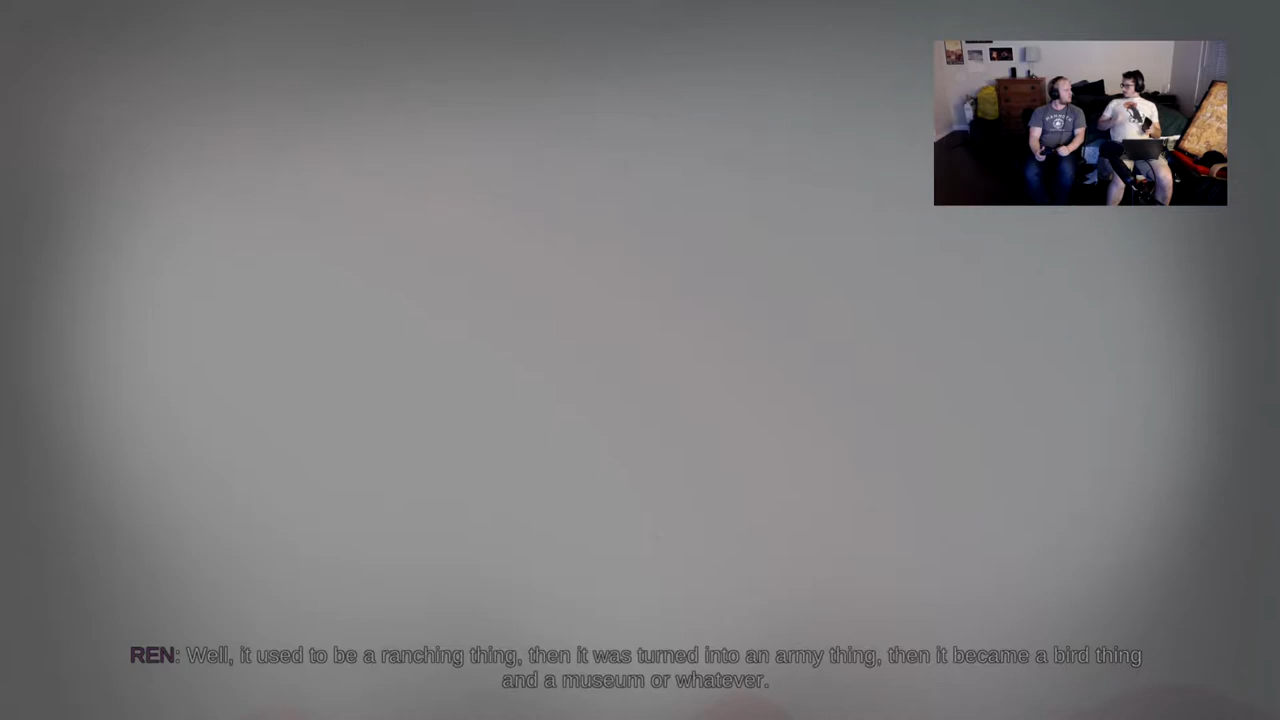 REN: Well, it used to be a ranching thing, then it was turned into an army thing, then it became a bird thing
and a museum or whatever.